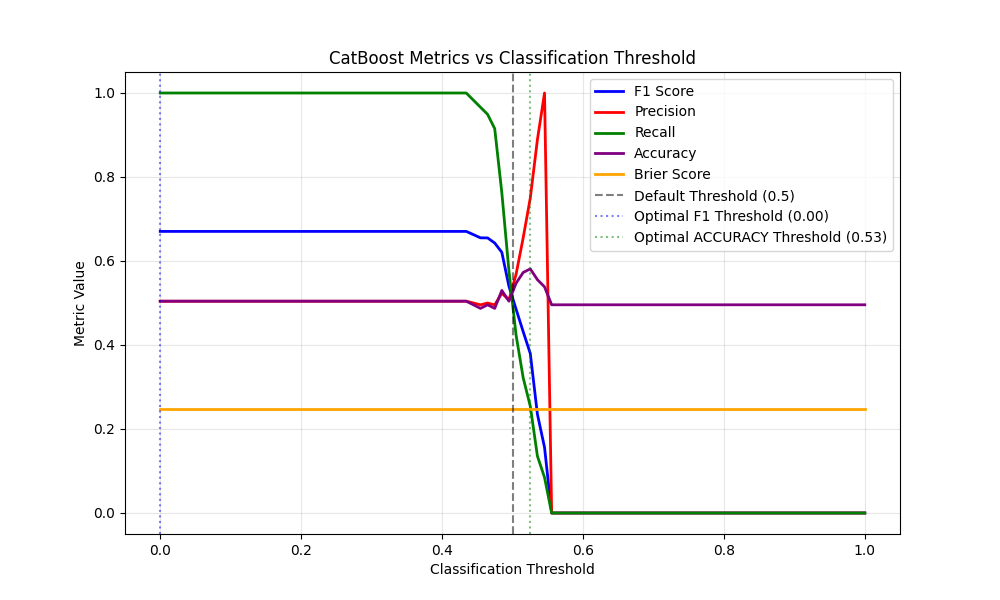 CatBoost Metrics vs Classification Threshold
F1 Score
Precision
Recall
Accuracy
Brier Score
Default Threshold (0.5)
Optimal F1 Threshold (0.00)
Optimal ACCURACY Threshold (0.53)
Metric Value
1.0
0.8
0.6
0.4
0.2
0.0
0.0 0.2 0.4 0.6 0.8 1.0
Classification Threshold